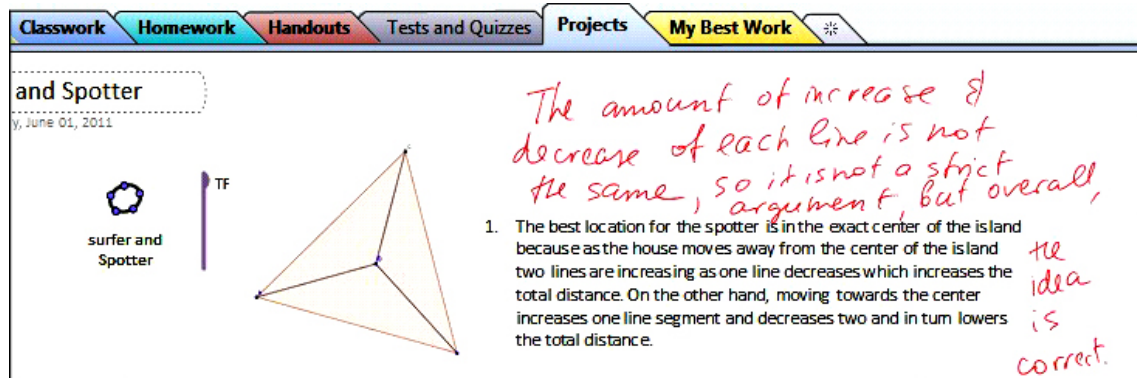 Classwork Homework Handouts Tests and Quizzes Projects My Best Work
and Spotter
y, June 01, 2011
TF
surfer and
Spotter
The amount of increase &
decrease of each line is not
the same, so it is not a strict
argument, but overall,
the
idea
is
correct.
1. The best location for the spotter is in the exact center of the island
because as the house moves away from the center of the island
two lines are increasing as one line decreases which increases the
total distance. On the other hand, moving towards the center
increases one line segment and decreases two and in turn lowers
the total distance.